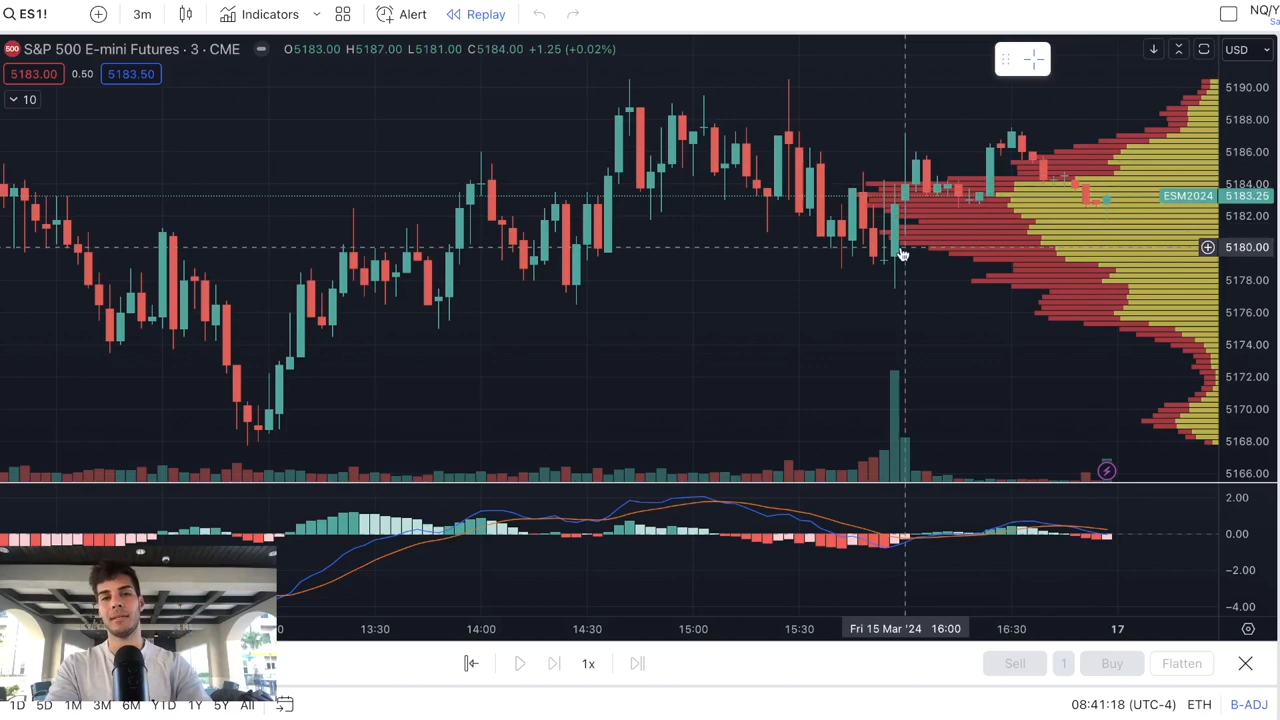 ES1!
3m
Indicators
Alert
Replay
NQ/Y
Sa
500 S&P 500 E-mini Futures · 3 · CME
O5183.00 H5187.00 L5181.00 C5184.00 +1.25 (+0.02%)
USD
5183.00 0.50 5183.50
10
5190.00
5188.00
5186.00
5184.00
ESM2024 5183.25
5182.00
5180.00
5178.00
5176.00
5174.00
5172.00
5170.00
5168.00
5166.00
2.00
0.00
−2.00
−4.00
0 13:30 14:00 14:30 15:00 15:30 Fri 15 Mar '24 16:00 16:30 17
1x
Sell 1 Buy Flatten
1D 5D 1M 3M 6M YTD 1Y 5Y All
08:41:18 (UTC-4) ETH B-ADJ